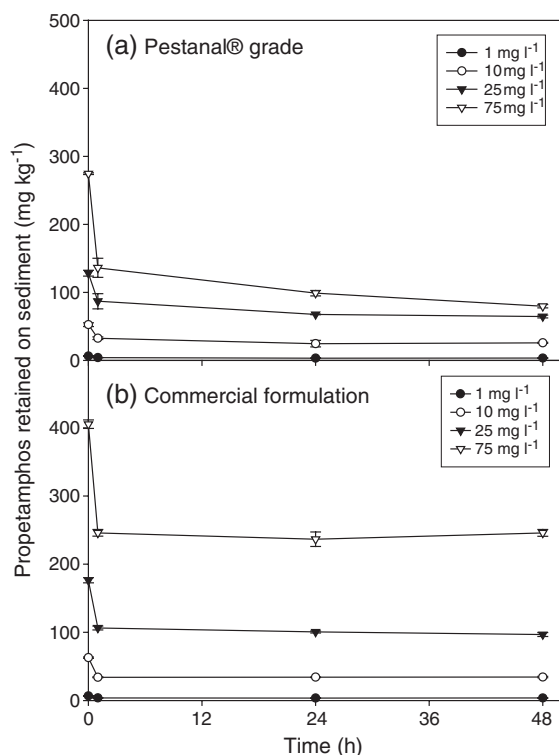 500
(a) Pestanal® grade
1 mg l⁻¹
10 mg l⁻¹
25 mg l⁻¹
75 mg l⁻¹
400
300
200
100
0
Propetamphos retained on sediment (mg kg⁻¹)
(b) Commercial formulation
1 mg l⁻¹
10 mg l⁻¹
25 mg l⁻¹
75 mg l⁻¹
400
300
200
100
0
0 12 24 36 48
Time (h)